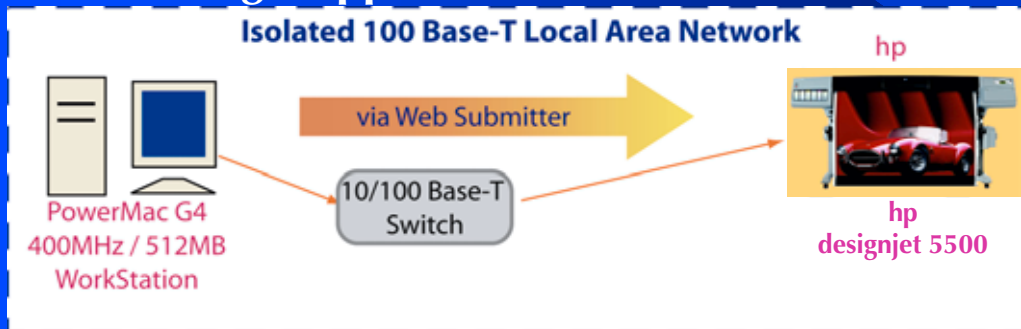 Isolated 100 Base-T Local Area Network
hp
via Web Submitter
10/100 Base-T
Switch
PowerMac G4
400MHz / 512MB
WorkStation
hp
designjet 5500